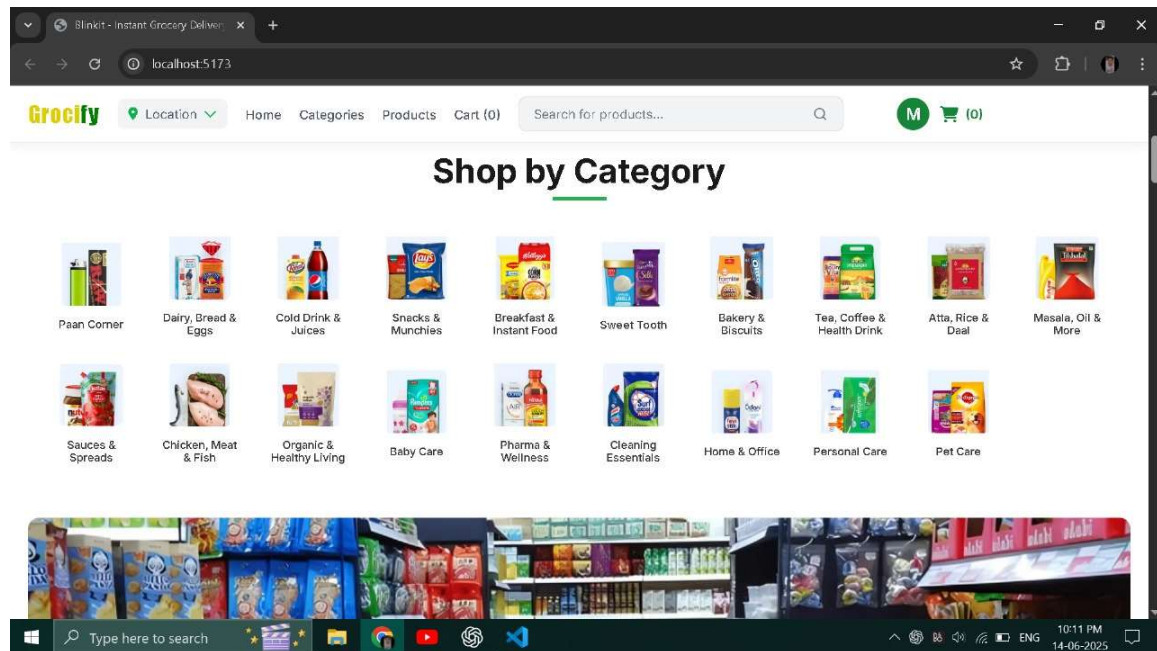 Blinkit - Instant Grocery Deliver
localhost:5173
Grocify
Location
Home
Categories
Products
Cart (0)
Search for products...
M
(0)
Shop by Category
Paan Corner
Dairy, Bread &
Eggs
Cold Drink &
Juices
Snacks &
Munchies
Breakfast &
Instant Food
Sweet Tooth
Bakery &
Biscuits
Tea, Coffee &
Health Drink
Atta, Rice &
Daal
Masala, Oil &
More
Sauces &
Spreads
Chicken, Meat
& Fish
Organic &
Healthy Living
Baby Care
Pharma &
Wellness
Cleaning
Essentials
Home & Office
Personal Care
Pet Care
Type here to search
ENG
10:11 PM
14-06-2025